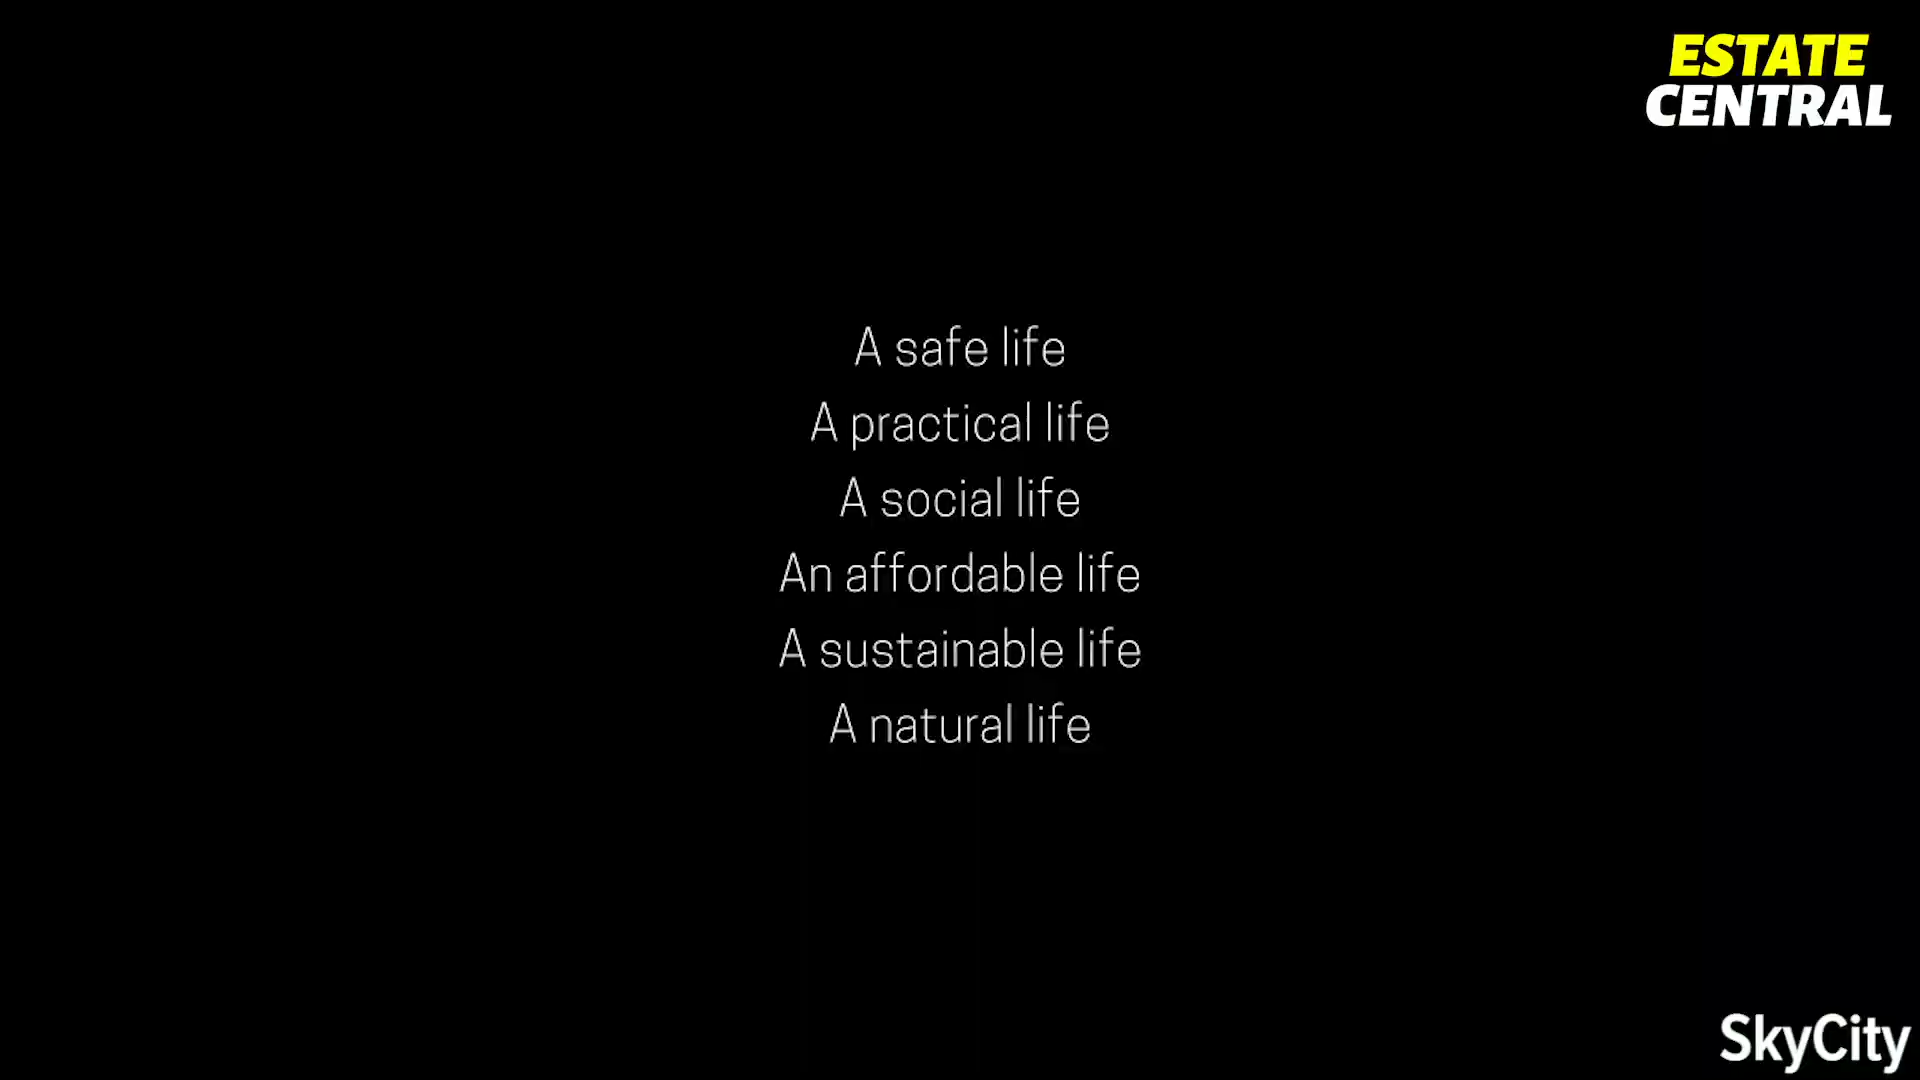 ESTATE
CENTRAL
A safe life
A practical life
A social life
An affordable life
A sustainable life
A natural life
SkyCity